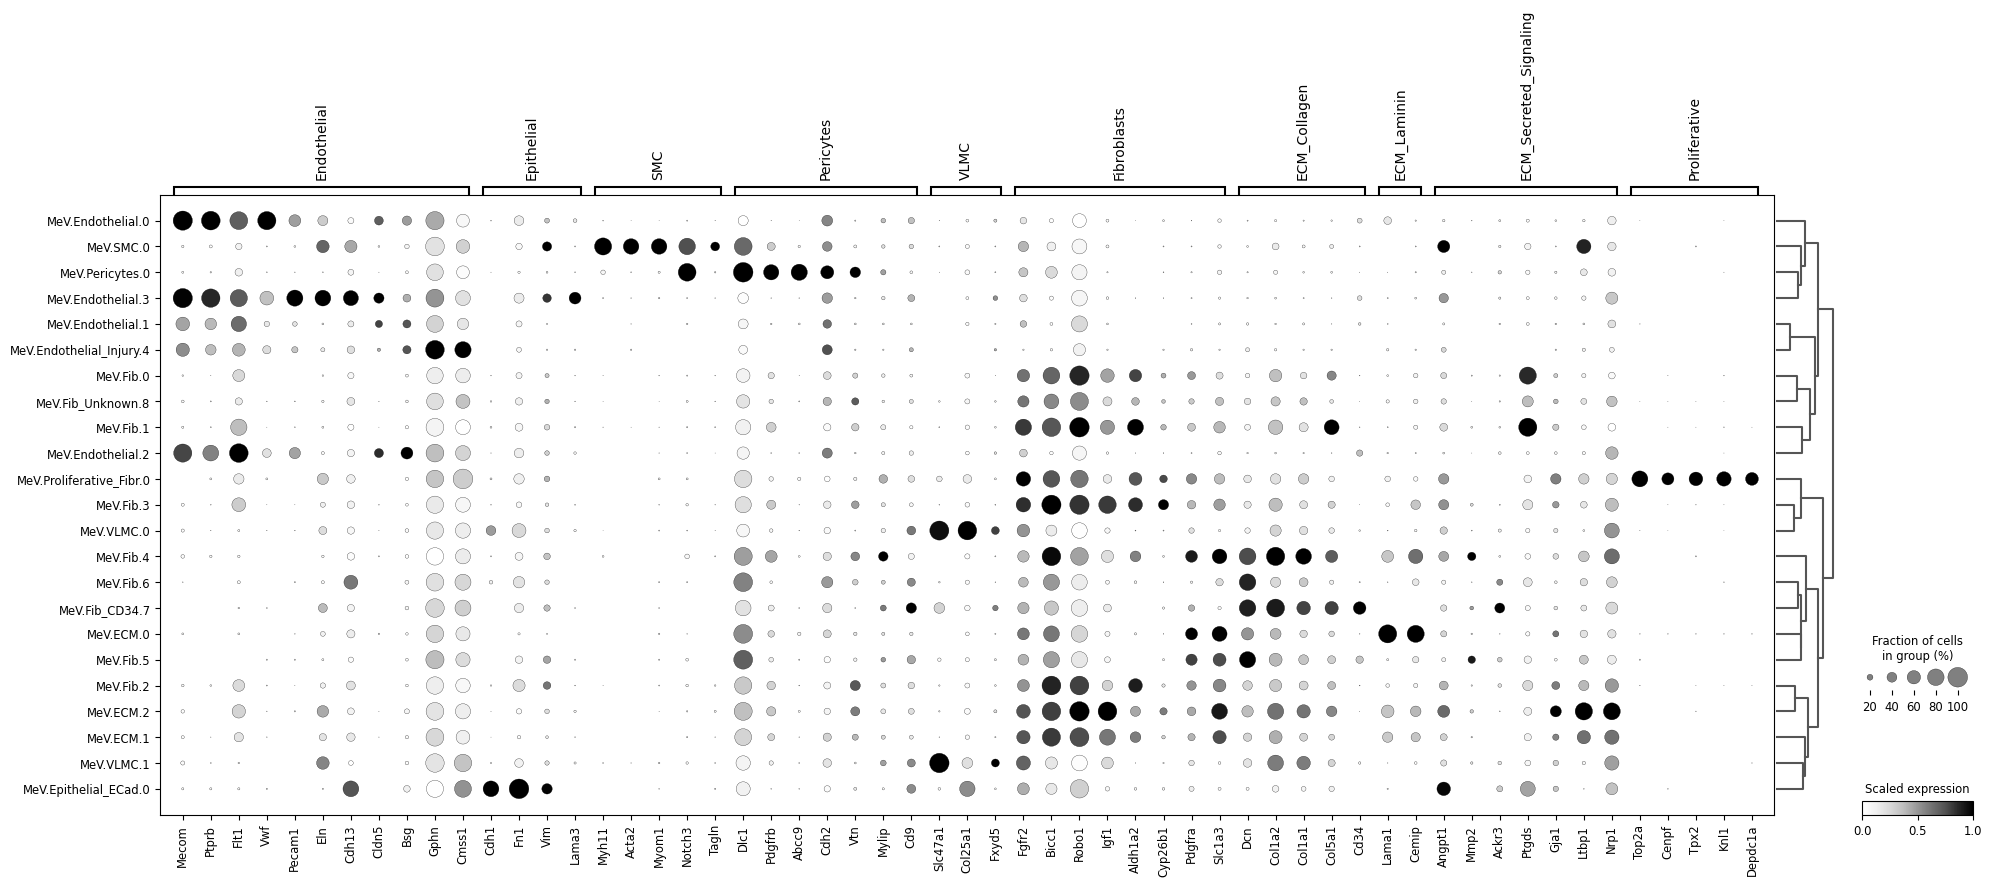 Endothelial
Epithelial
SMC
Pericytes
VLMC
Fibroblasts
ECM_Collagen
ECM_Laminin
ECM_Secreted_Signaling
Proliferative
MeV.Endothelial.0
MeV.SMC.0
MeV.Pericytes.0
MeV.Endothelial.3
MeV.Endothelial.1
MeV.Endothelial_Injury.4
MeV.Fib.0
MeV.Fib_Unknown.8
MeV.Fib.1
MeV.Endothelial.2
MeV.Proliferative_Fibr.0
MeV.Fib.3
MeV.VLMC.0
MeV.Fib.4
MeV.Fib.6
MeV.Fib_CD34.7
MeV.ECM.0
MeV.Fib.5
MeV.Fib.2
MeV.ECM.2
MeV.ECM.1
MeV.VLMC.1
MeV.Epithelial_ECad.0
Mecom
Ptprb
Flt1
Vwf
Pecam1
Eln
Cdh13
Cldn5
Bsg
Gphn
Cmss1
Cdh1
Fn1
Vim
Lama3
Myh11
Acta2
Myom1
Notch3
Tagln
Dlc1
Pdgfrb
Abcc9
Cdh2
Vtn
Mylip
Cd9
Slc47a1
Col25a1
Fxyd5
Fgfr2
Bicc1
Robo1
Igf1
Aldh1a2
Cyp26b1
Pdgfra
Slc1a3
Dcn
Col1a2
Col1a1
Col5a1
Cd34
Lama1
Cemip
Angpt1
Mmp2
Ackr3
Ptgds
Gja1
Ltbp1
Nrp1
Top2a
Cenpf
Tpx2
Knl1
Depdc1a
Fraction of cells
in group (%)
20 40 60 80 100
Scaled expression
0.0 0.5 1.0